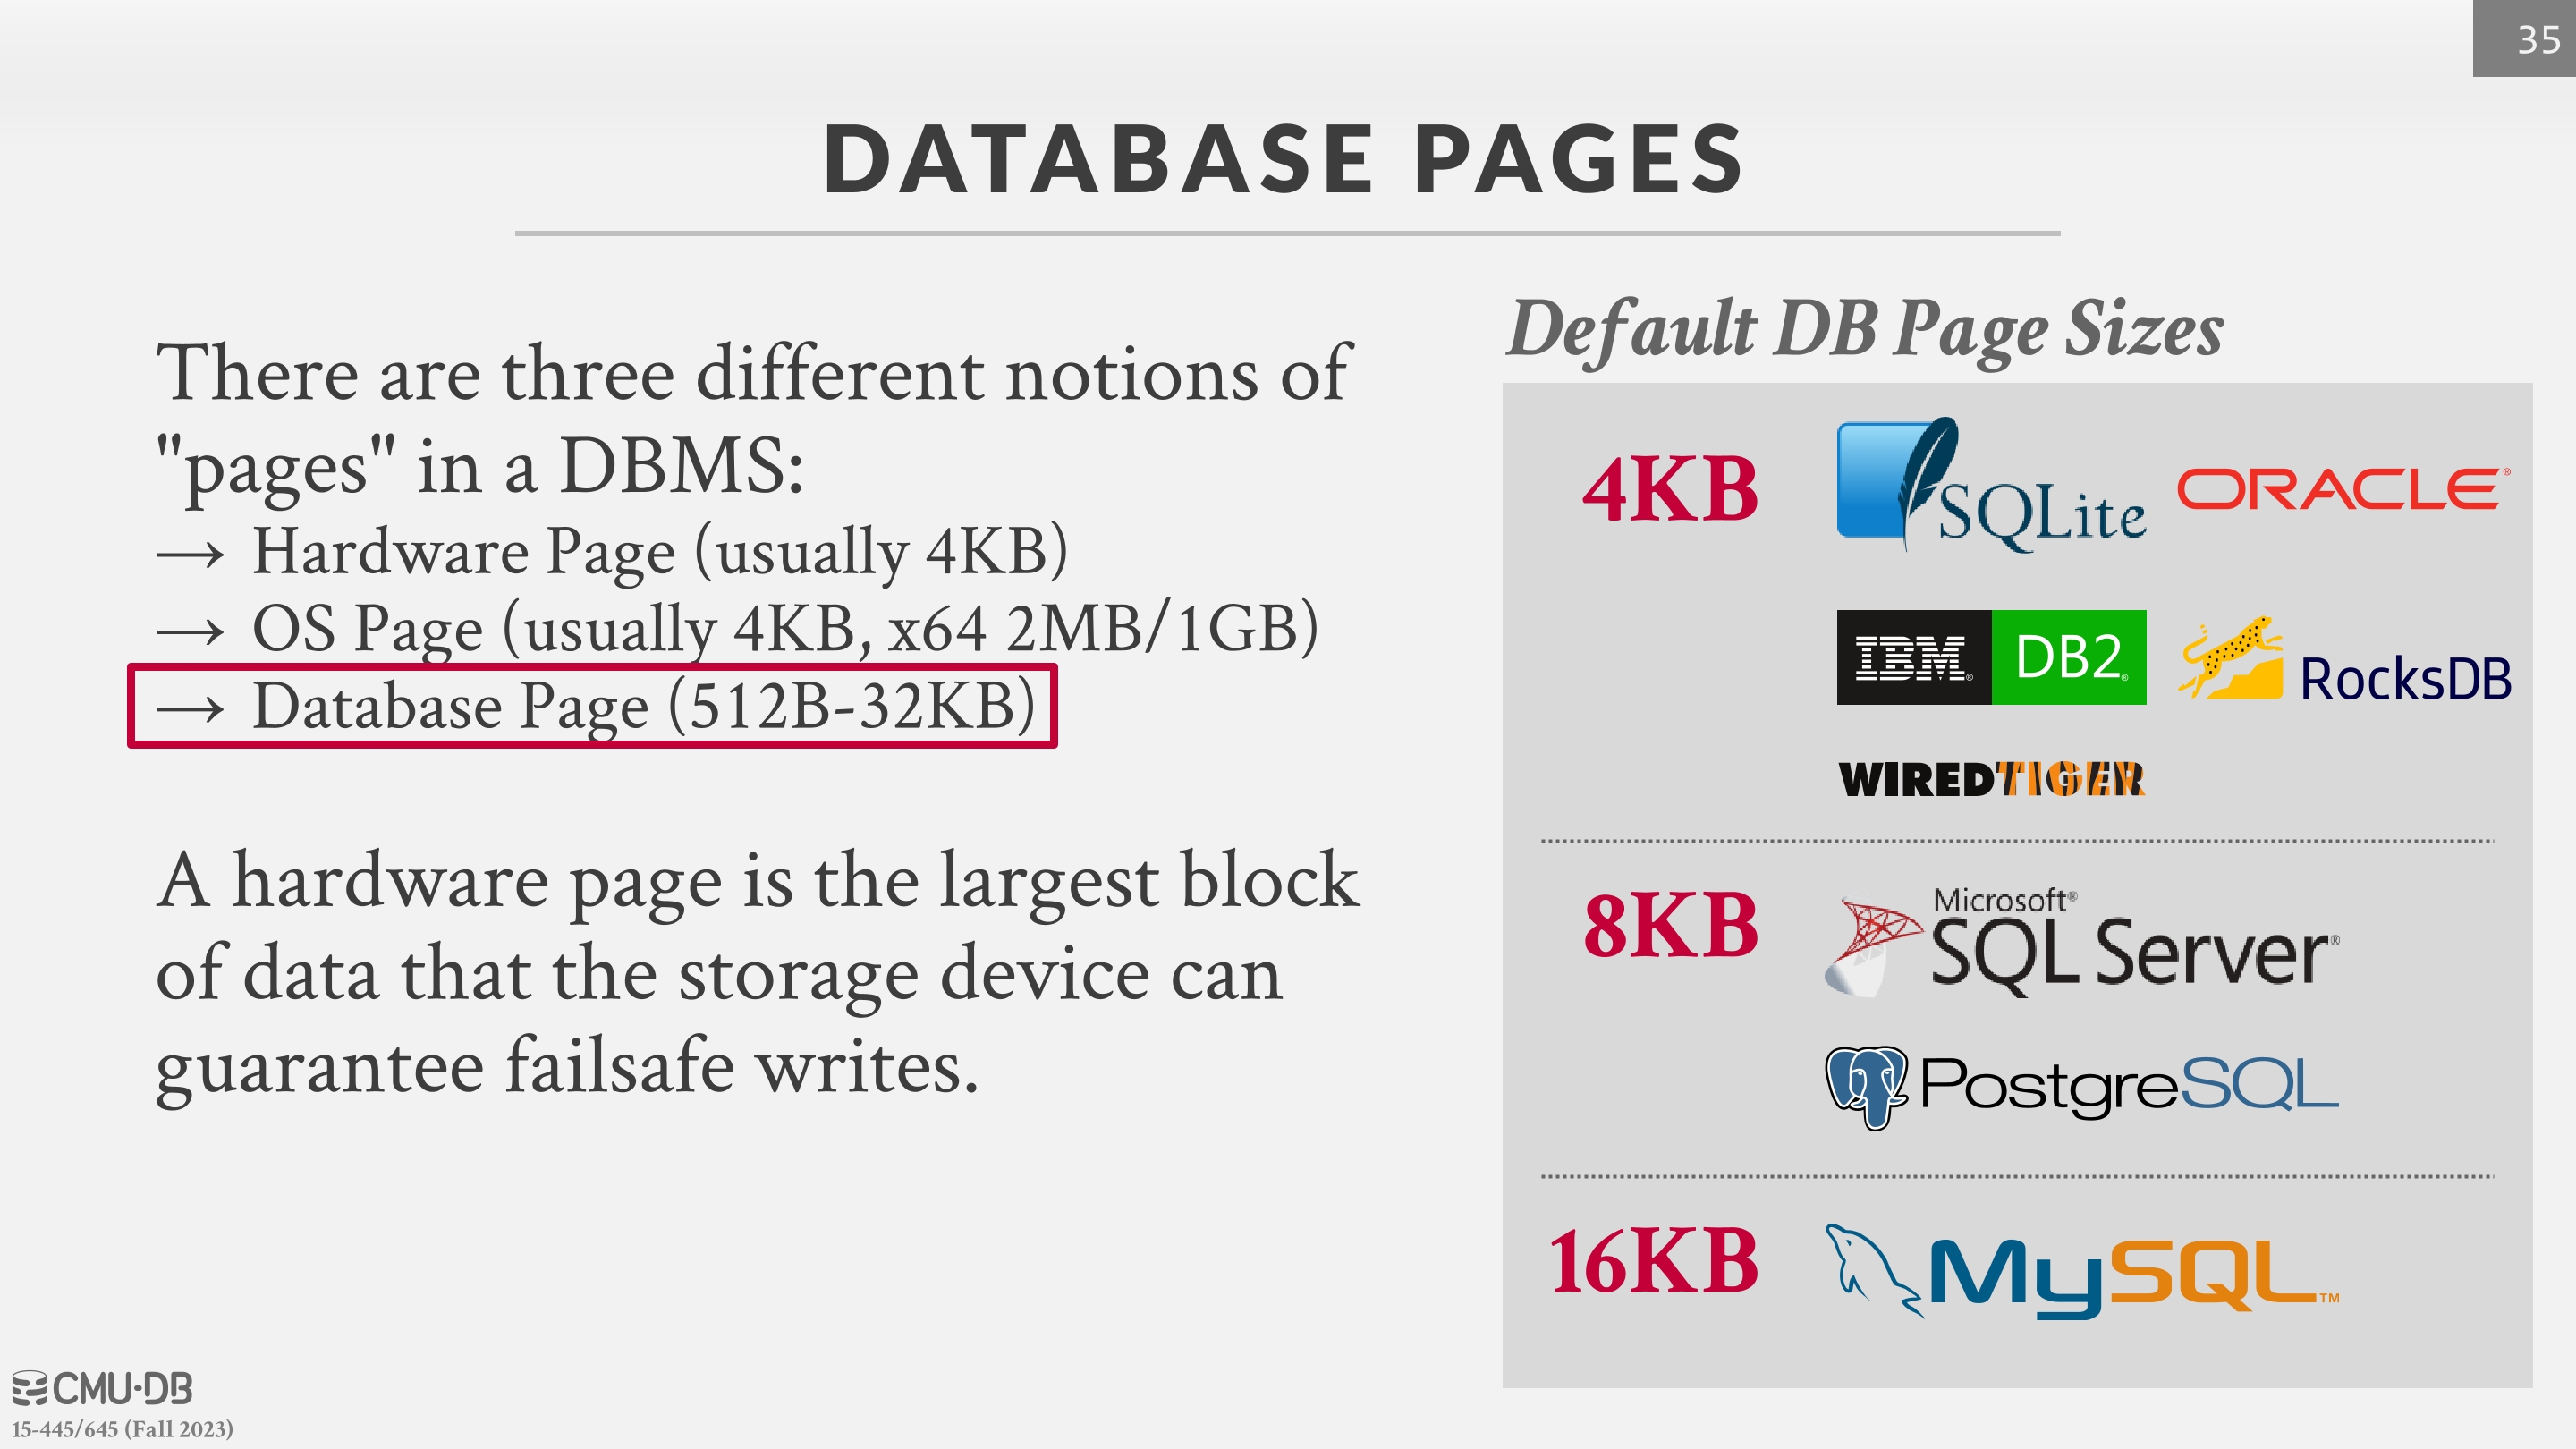 35
DATABASE PAGES
There are three different notions of
"pages" in a DBMS:
→ Hardware Page (usually 4KB)
→ OS Page (usually 4KB, x64 2MB/1GB)
→ Database Page (512B-32KB)
A hardware page is the largest block
of data that the storage device can
guarantee failsafe writes.
Default DB Page Sizes
4KB
SQLite
ORACLE®
IBM® DB2®
RocksDB
WIREDTIGER
8KB
Microsoft®
SQL Server®
PostgreSQL
16KB
MySQL™
CMU·DB
15-445/645 (Fall 2023)